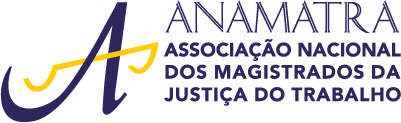 ANAMATRA
ASSOCIAÇÃO NACIONAL
DOS MAGISTRADOS DA
JUSTIÇA DO TRABALHO